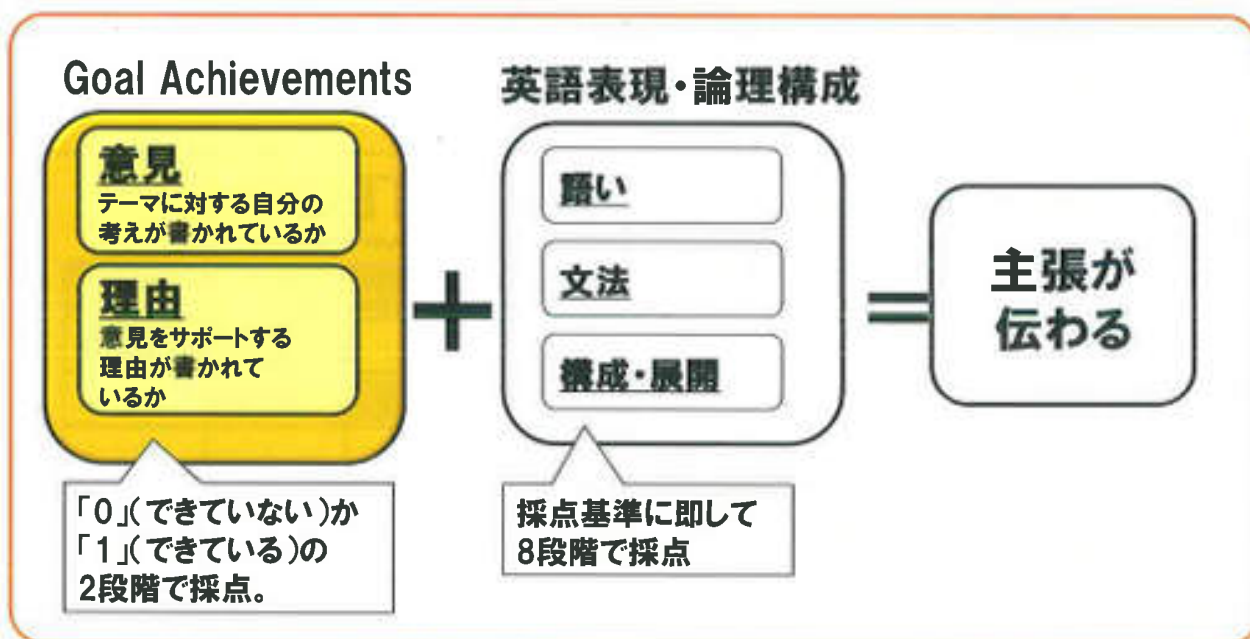 Goal Achievements
意見
テーマに対する自分の
考えが書かれているか
理由
意見をサポートする
理由が書かれて
いるか
「0」(できていない)か
「1」(できている)の
2段階で採点。
英語表現・論理構成
語い
文法
構成・展開
採点基準に即して
8段階で採点
主張が
伝わる